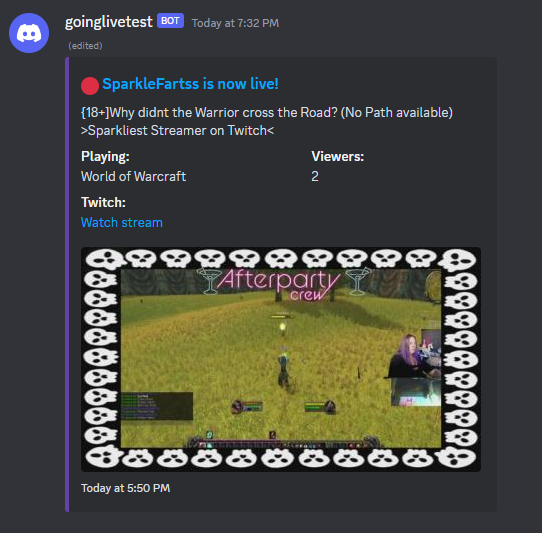 goinglivetest BOT Today at 7:32 PM
(edited)
SparkleFartss is now live!
{18+]Why didnt the Warrior cross the Road? (No Path available)
>Sparkliest Streamer on Twitch<
Playing: Viewers:
World of Warcraft 2
Twitch:
Watch stream
Afterparty
crew
Today at 5:50 PM